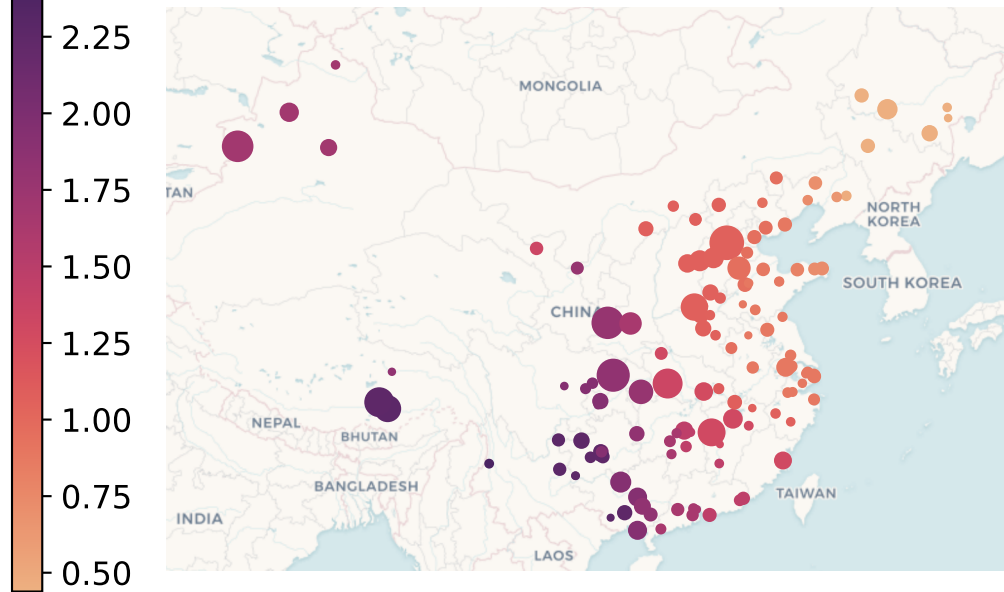 2.25
2.00
1.75
1.50
1.25
1.00
0.75
0.50
MONGOLIA
TAN
NORTH
KOREA
SOUTH KOREA
CHINA
NEPAL
BHUTAN
BANGLADESH
TAIWAN
INDIA
LAOS